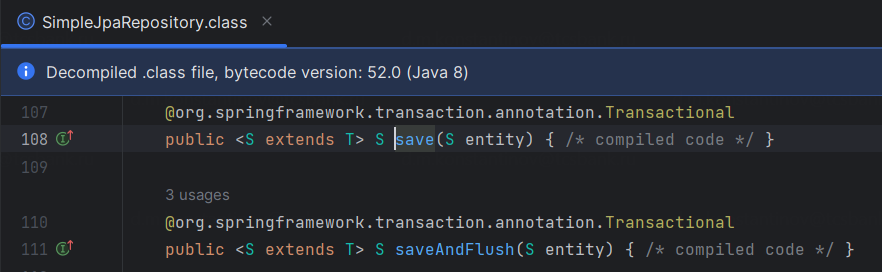 SimpleJpaRepository.class
Decompiled .class file, bytecode version: 52.0 (Java 8)
107 @org.springframework.transaction.annotation.Transactional
108 public <S extends T> S save(S entity) { /* compiled code */ }
109
3 usages
110 @org.springframework.transaction.annotation.Transactional
111 public <S extends T> S saveAndFlush(S entity) { /* compiled code */ }